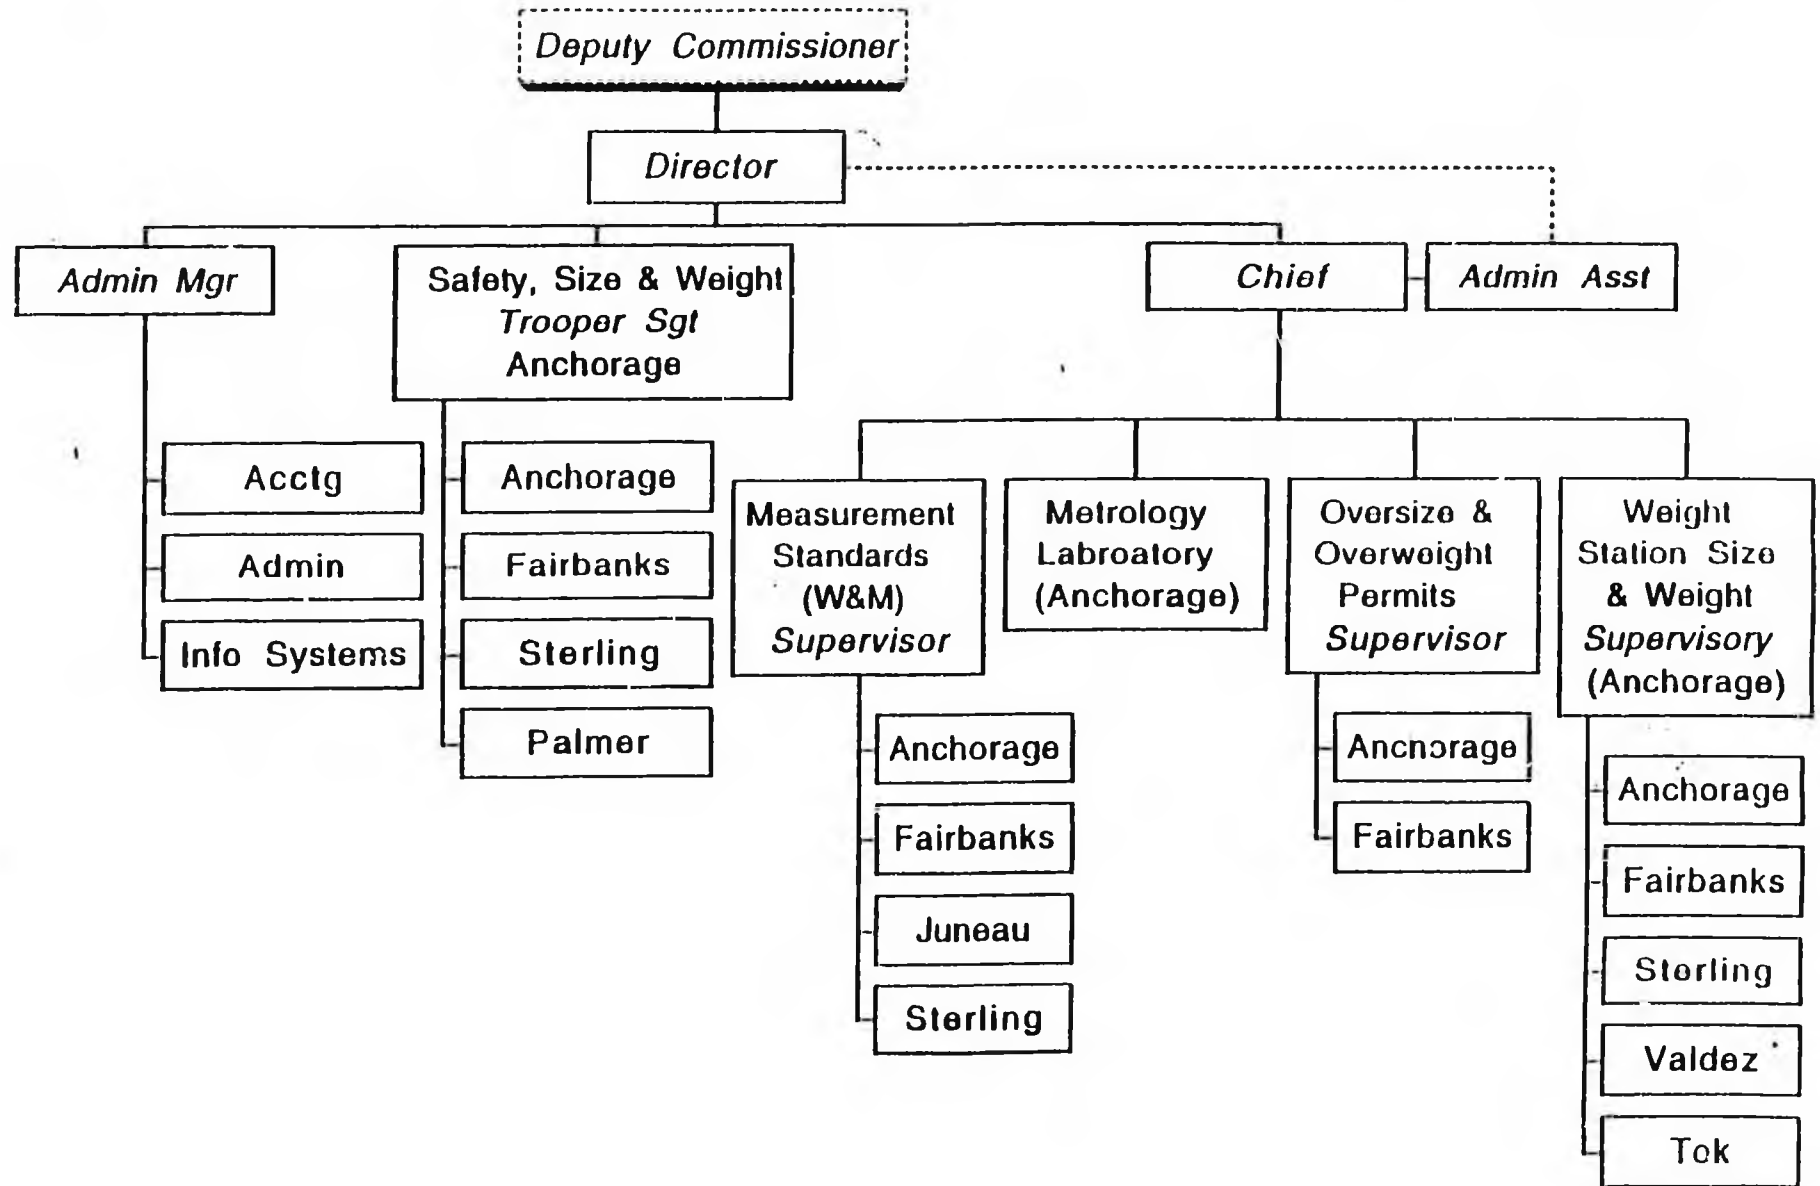 Deputy Commissioner
Director
Admin Mgr
Safety, Size & Weight
Trooper Sgt
Anchorage
Chief
Admin Asst
Acctg
Admin
Info Systems
Anchorage
Fairbanks
Sterling
Palmer
Measurement
Standards
(W&M)
Supervisor
Metrology
Labroatory
(Anchorage)
Oversize &
Overweight
Permits
Supervisor
Weight
Station Size
& Weight
Supervisory
(Anchorage)
Anchorage
Fairbanks
Juneau
Sterling
Anchorage
Fairbanks
Anchorage
Fairbanks
Sterling
Valdez
Tok